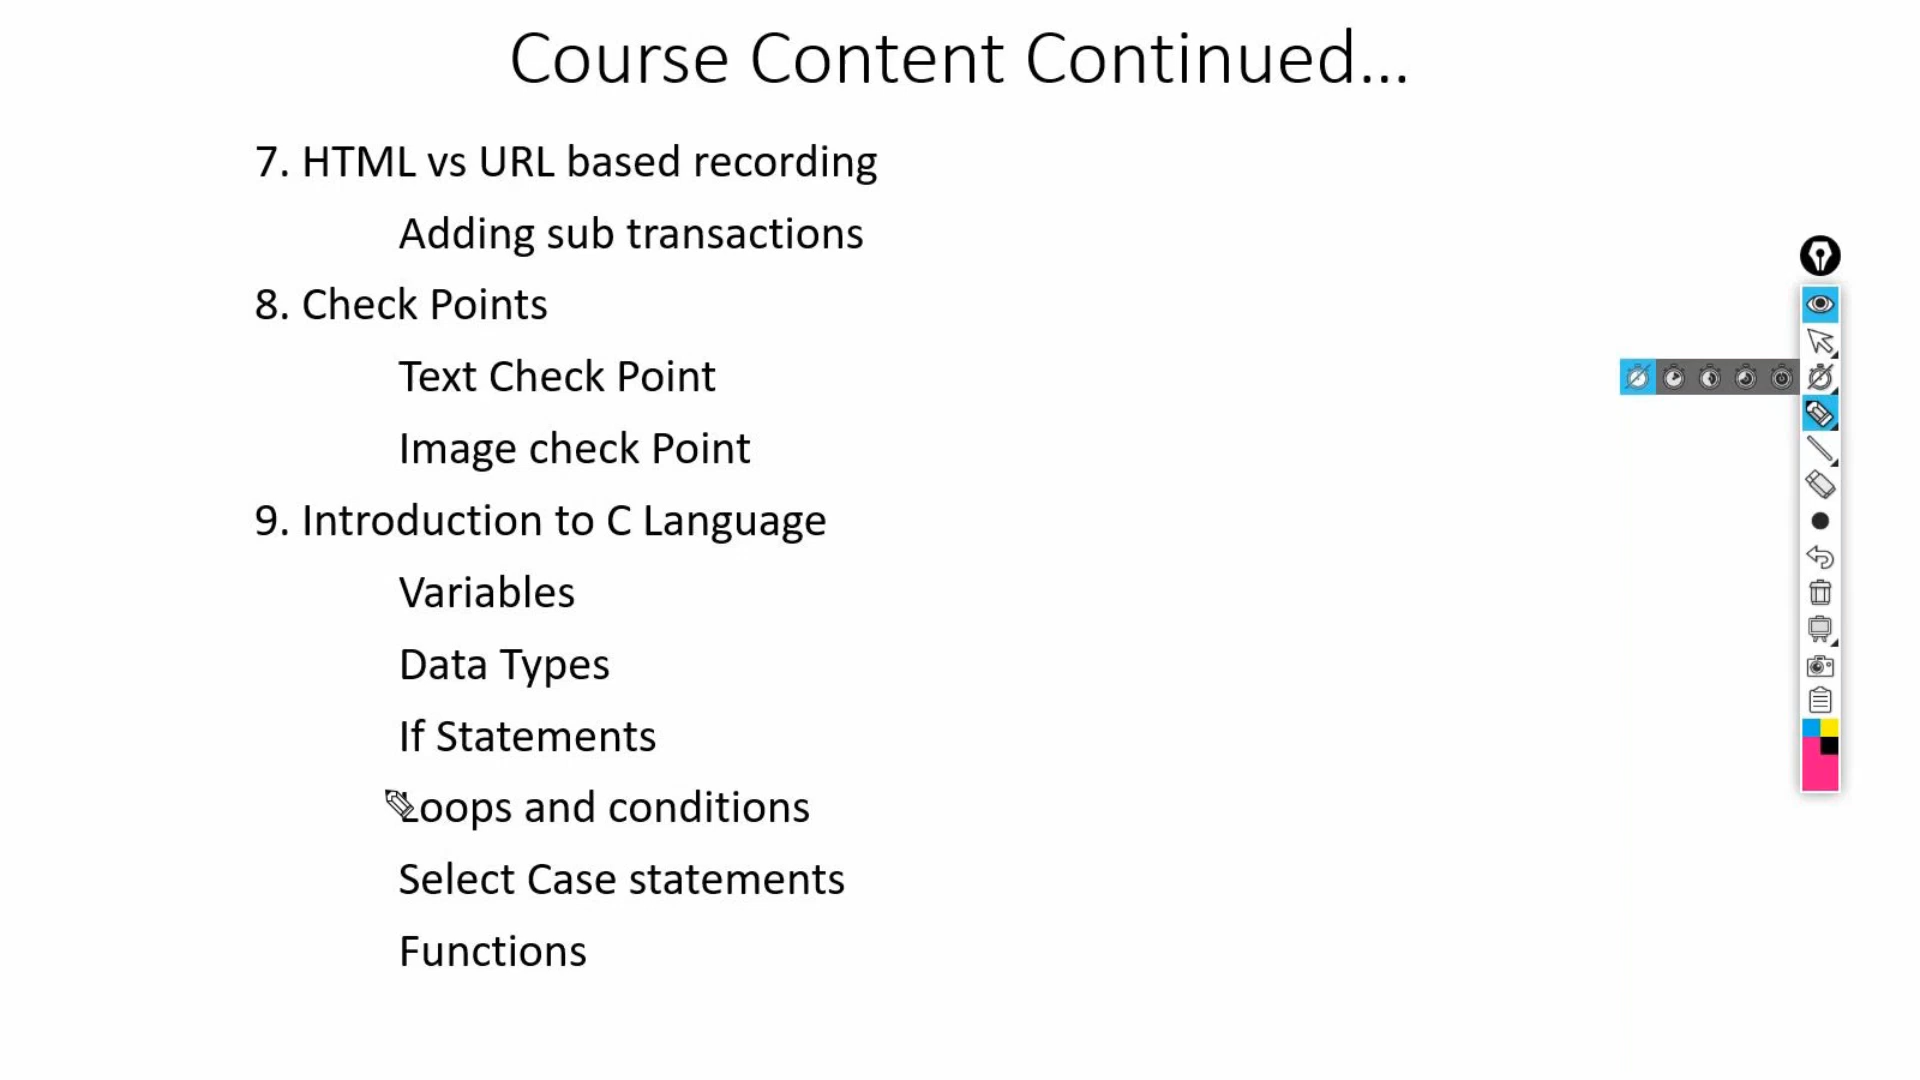 Course Content Continued...
7. HTML vs URL based recording
Adding sub transactions
8. Check Points
Text Check Point
Image check Point
9. Introduction to C Language
Variables
Data Types
If Statements
Loops and conditions
Select Case statements
Functions